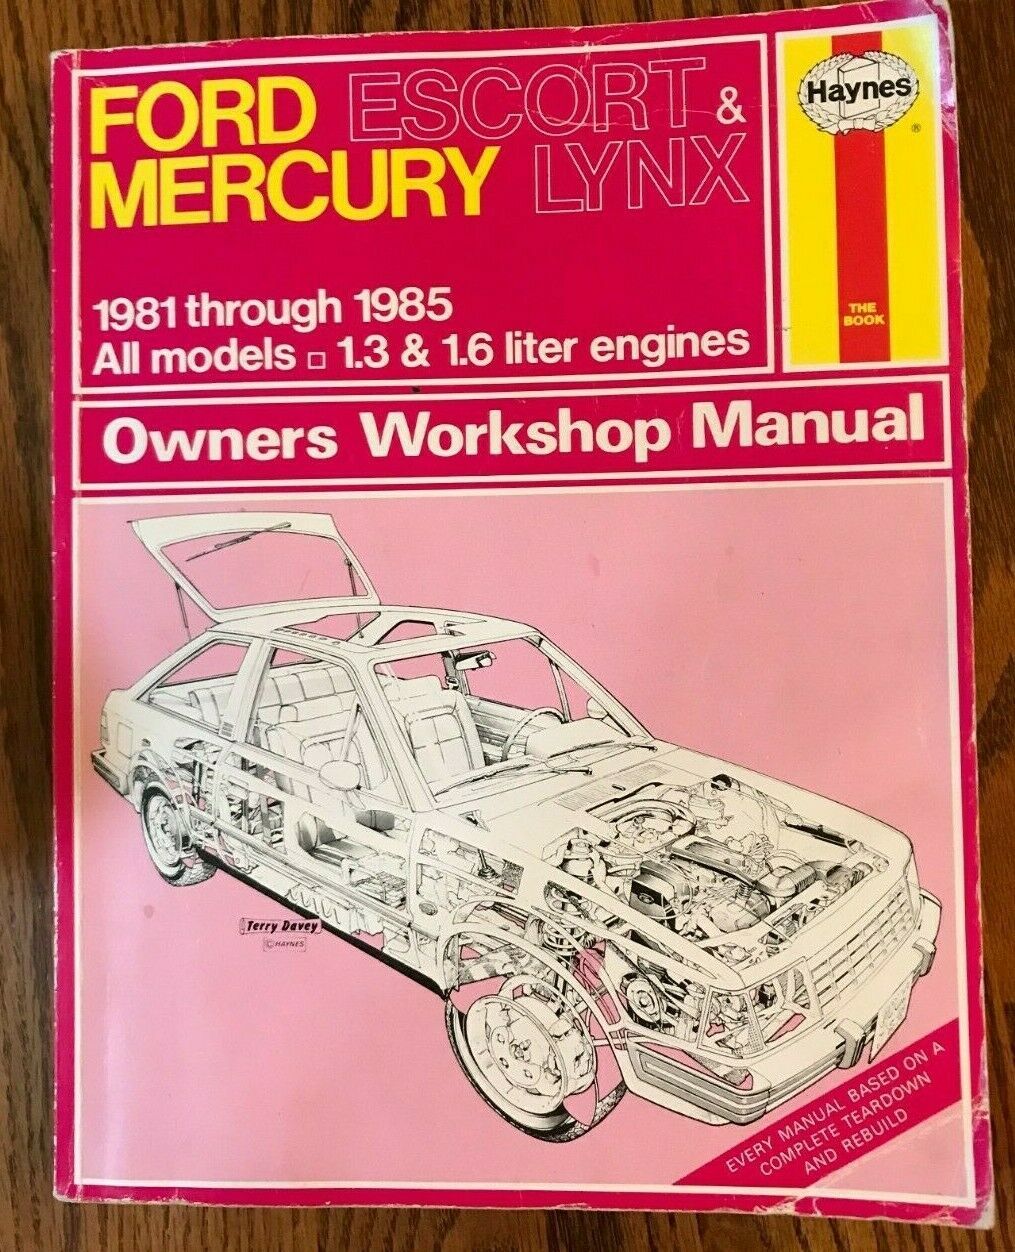 FORD ESCORT &
MERCURY LYNX
Haynes
®
1981 through 1985
All models □ 1.3 & 1.6 liter engines
THE
BOOK
Owners Workshop Manual
Terry Davey
© HAYNES
EVERY MANUAL BASED ON A
COMPLETE TEARDOWN
AND REBUILD